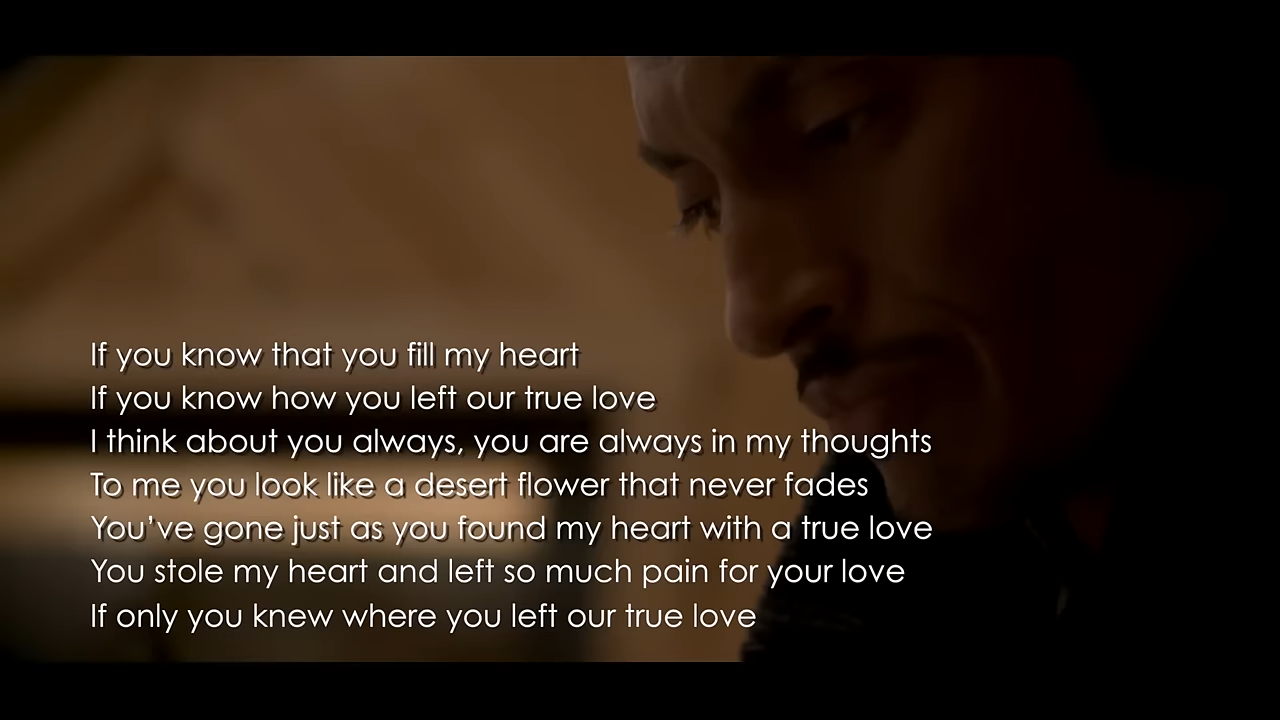 If you know that you fill my heart
If you know how you left our true love
I think about you always, you are always in my thoughts
To me you look like a desert flower that never fades
You’ve gone just as you found my heart with a true love
You stole my heart and left so much pain for your love
If only you knew where you left our true love